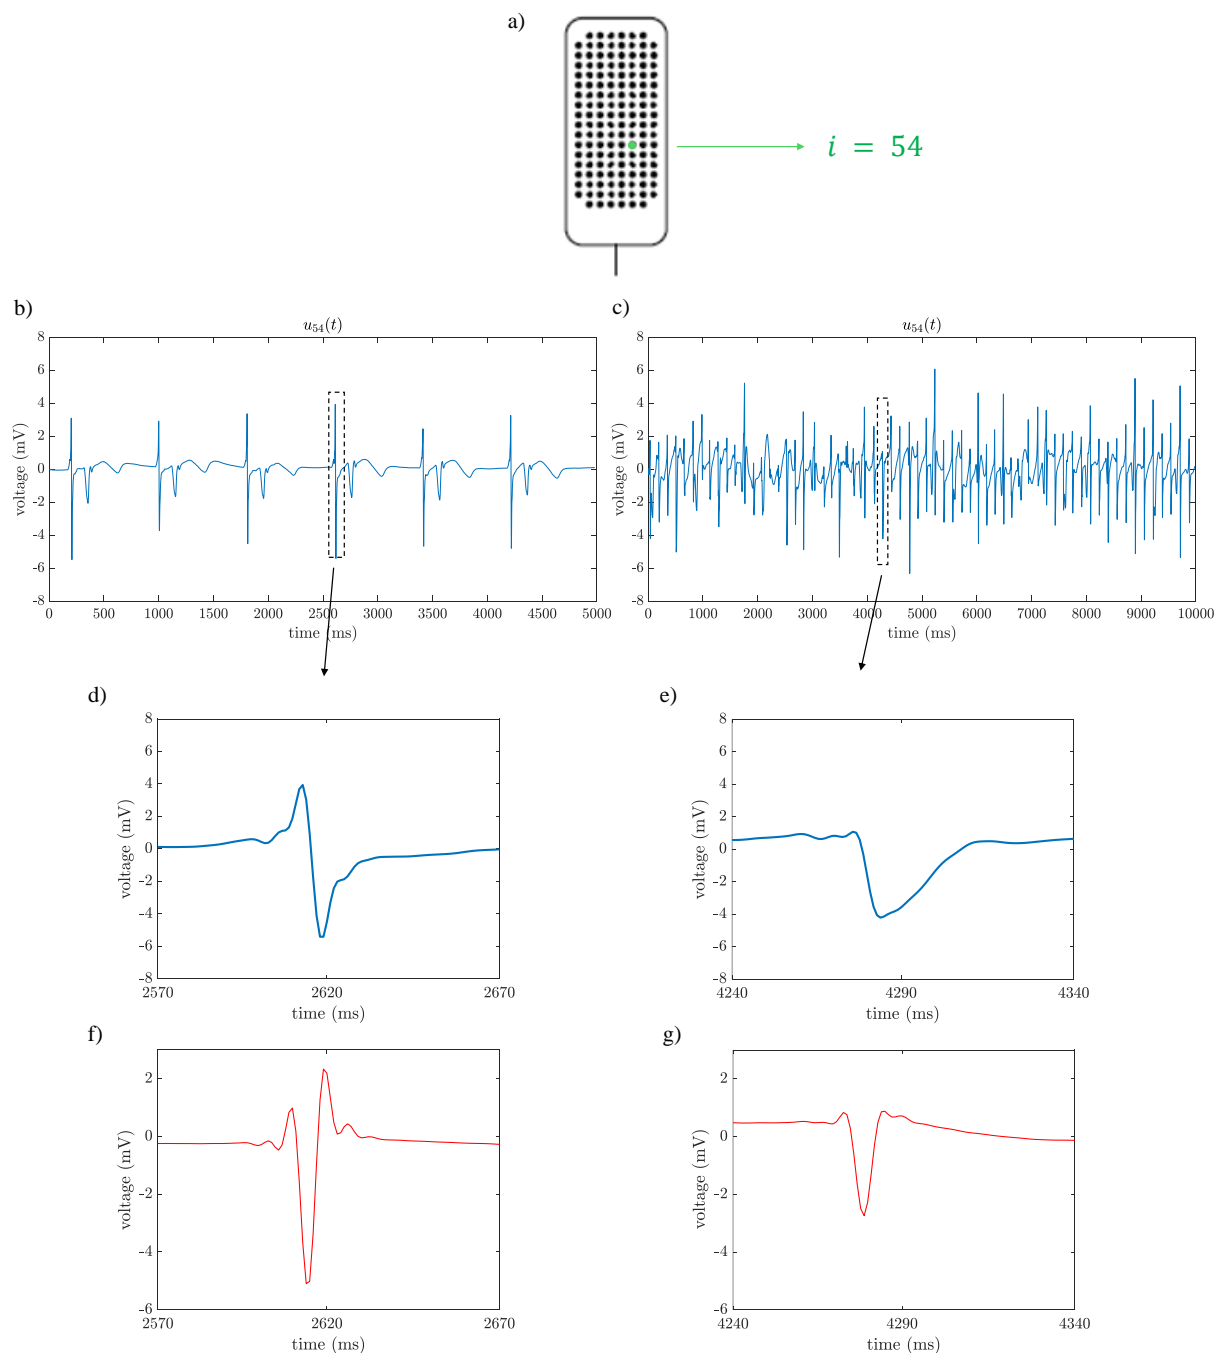 a)
i = 54
b)
u54(t)
8
6
4
2
0
-2
-4
-6
-8
voltage (mV)
0 500 1000 1500 2000 2500 3000 3500 4000 4500 5000
time (ms)
c)
u54(t)
8
6
4
2
0
-2
-4
-6
-8
voltage (mV)
0 1000 2000 3000 4000 5000 6000 7000 8000 9000 10000
time (ms)
d)
8
6
4
2
0
-2
-4
-6
-8
voltage (mV)
2570 2620 2670
time (ms)
e)
8
6
4
2
0
-2
-4
-6
-8
voltage (mV)
4240 4290 4340
time (ms)
f)
2
0
-2
-4
-6
voltage (mV)
2570 2620 2670
time (ms)
g)
2
0
-2
-4
-6
voltage (mV)
4240 4290 4340
time (ms)